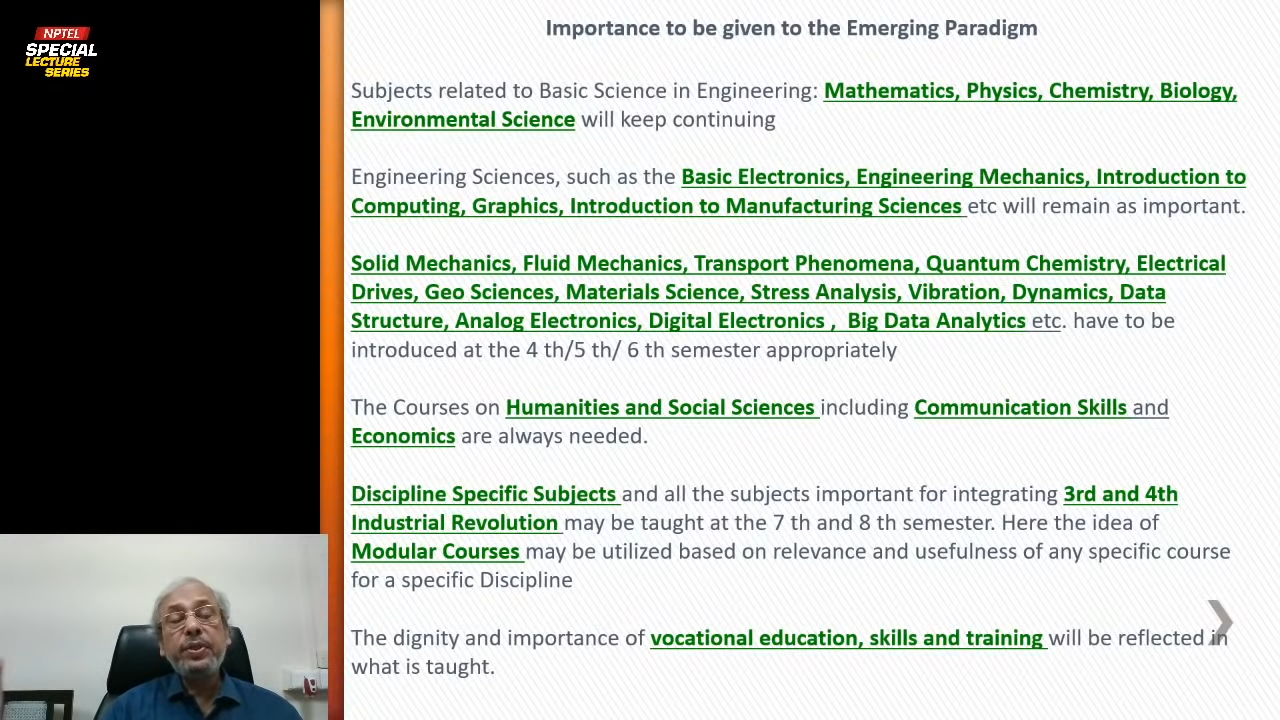 NPTEL
SPECIAL
LECTURE
SERIES
Importance to be given to the Emerging Paradigm
Subjects related to Basic Science in Engineering: Mathematics, Physics, Chemistry, Biology,
Environmental Science will keep continuing
Engineering Sciences, such as the Basic Electronics, Engineering Mechanics, Introduction to
Computing, Graphics, Introduction to Manufacturing Sciences etc will remain as important.
Solid Mechanics, Fluid Mechanics, Transport Phenomena, Quantum Chemistry, Electrical
Drives, Geo Sciences, Materials Science, Stress Analysis, Vibration, Dynamics, Data
Structure, Analog Electronics, Digital Electronics , Big Data Analytics etc. have to be
introduced at the 4 th/5 th/ 6 th semester appropriately
The Courses on Humanities and Social Sciences including Communication Skills and
Economics are always needed.
Discipline Specific Subjects and all the subjects important for integrating 3rd and 4th
Industrial Revolution may be taught at the 7 th and 8 th semester. Here the idea of
Modular Courses may be utilized based on relevance and usefulness of any specific course
for a specific Discipline
The dignity and importance of vocational education, skills and training will be reflected in
what is taught.